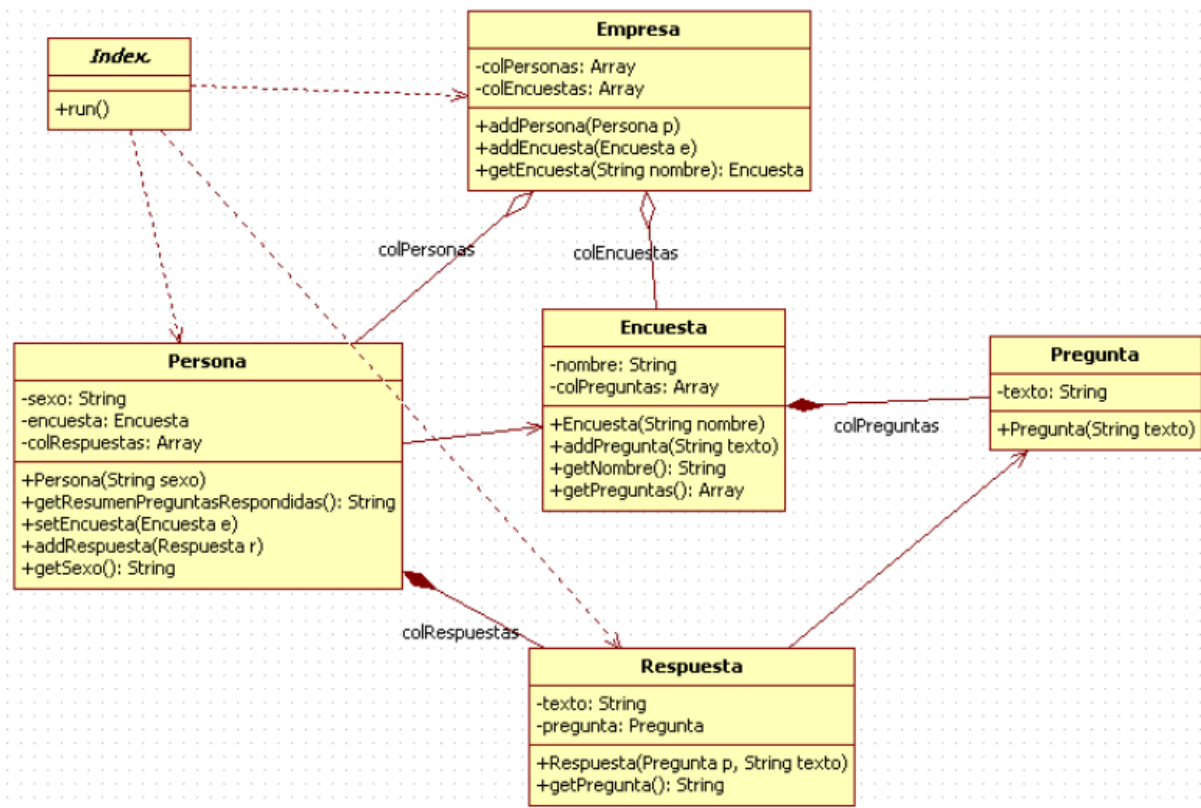 Index.
+run()
Empresa
-colPersonas: Array
-colEncuestas: Array
+addPersona(Persona p)
+addEncuesta(Encuesta e)
+getEncuesta(String nombre): Encuesta
colPersonas
colEncuestas
Persona
-sexo: String
-encuesta: Encuesta
-colRespuestas: Array
+Persona(String sexo)
+getResumenPreguntasRespondidas(): String
+setEncuesta(Encuesta e)
+addRespuesta(Respuesta r)
+getSexo(): String
Encuesta
-nombre: String
-colPreguntas: Array
+Encuesta(String nombre)
+addPregunta(String texto)
+getNombre(): String
+getPreguntas(): Array
colPreguntas
Pregunta
-texto: String
+Pregunta(String texto)
colRespuestas
Respuesta
-texto: String
-pregunta: Pregunta
+Respuesta(Pregunta p, String texto)
+getPregunta(): String